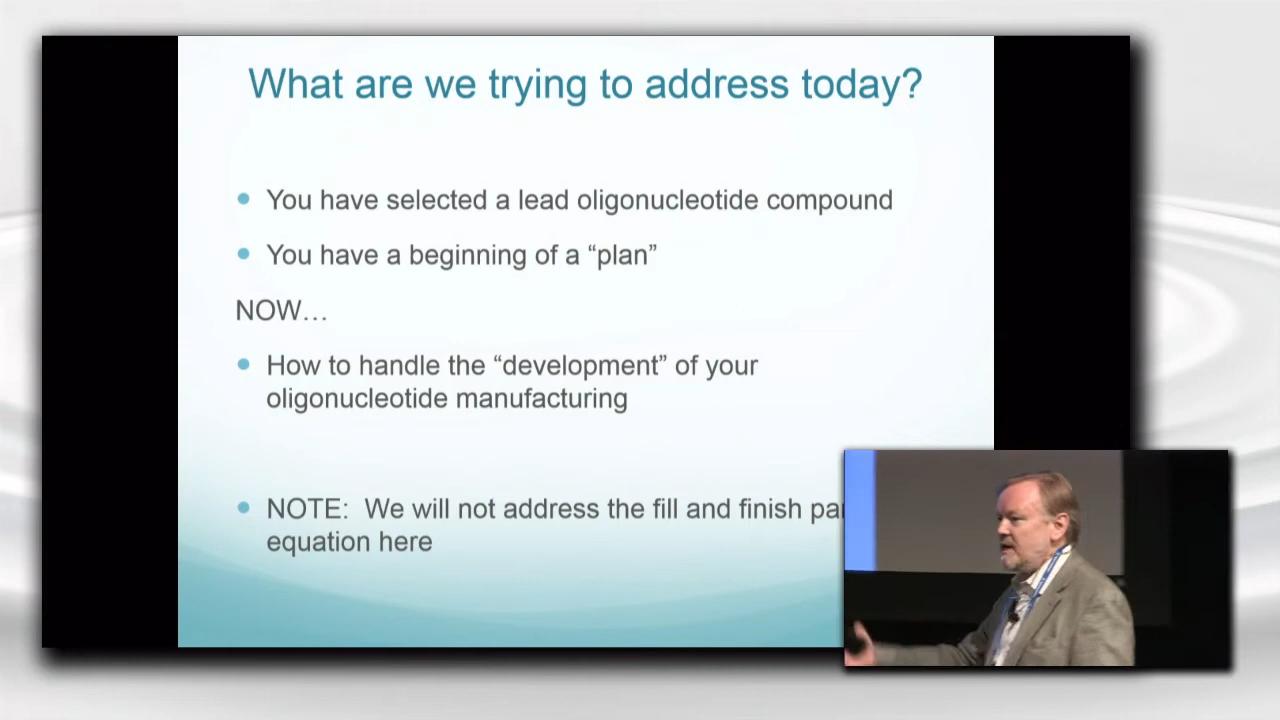 What are we trying to address today?
You have selected a lead oligonucleotide compound
You have a beginning of a “plan”
NOW…
How to handle the “development” of your
oligonucleotide manufacturing
NOTE: We will not address the fill and finish
equation here